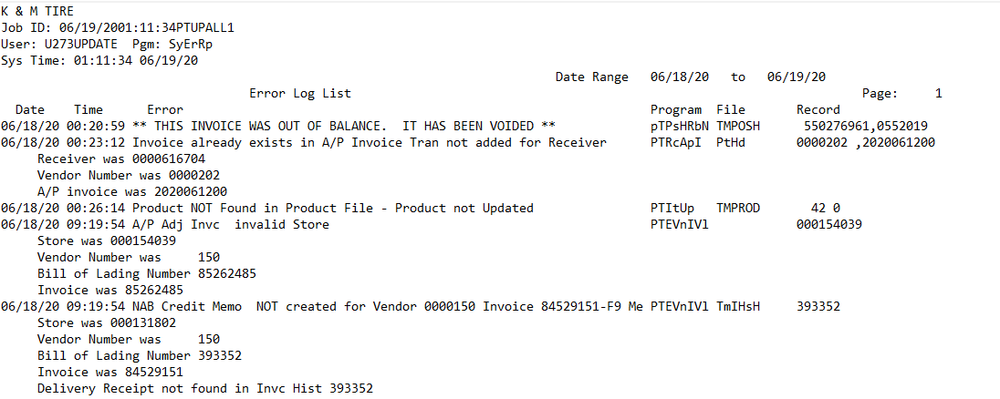 K & M TIRE
Job ID: 06/19/2001:11:34PTUPALL1
User: U273UPDATE  Pgm: SyErRp
Sys Time: 01:11:34 06/19/20
Date Range   06/18/20   to   06/19/20
Error Log List   Page:     1
Date    Time      Error   Program  File       Record
06/18/20 00:20:59 ** THIS INVOICE WAS OUT OF BALANCE.  IT HAS BEEN VOIDED **   pTPsHRbN TMPOSH      550276961,0552019
06/18/20 00:23:12 Invoice already exists in A/P Invoice Tran not added for Receiver   PTRcApI  PtHd       0000202 ,2020061200
Receiver was 0000616704
Vendor Number was 0000202
A/P invoice was 2020061200
06/18/20 00:26:14 Product NOT Found in Product File - Product not Updated   PTItUp   TMPROD       42 0
06/18/20 09:19:54 A/P Adj Invc  invalid Store   PTEVnIVl            000154039
Store was 000154039
Vendor Number was     150
Bill of Lading Number 85262485
Invoice was 85262485
06/18/20 09:19:54 NAB Credit Memo  NOT created for Vendor 0000150 Invoice 84529151-F9 Me PTEVnIVl TmIHsH     393352
Store was 000131802
Vendor Number was     150
Bill of Lading Number 393352
Invoice was 84529151
Delivery Receipt not found in Invc Hist 393352